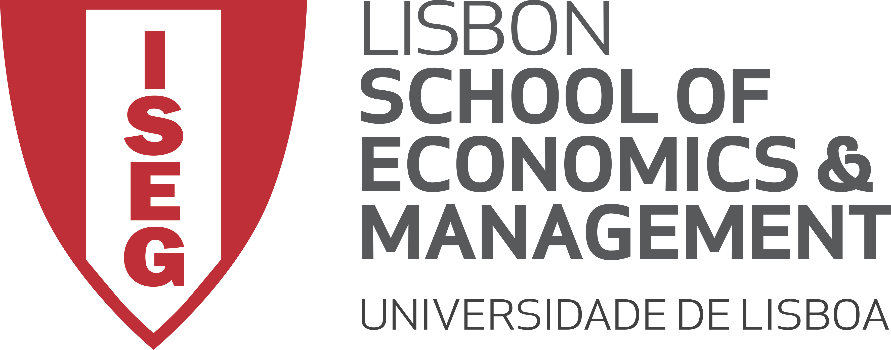 ISEG
LISBON
SCHOOL OF
ECONOMICS &
MANAGEMENT
UNIVERSIDADE DE LISBOA